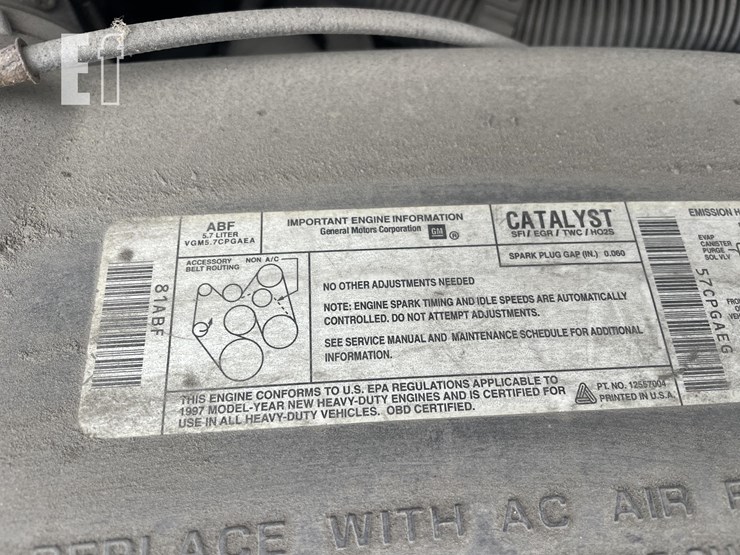 E1
ABF
5.7 LITER
VGM5.7CPGAEA
IMPORTANT ENGINE INFORMATION
General Motors Corporation GM ®
CATALYST
SFI / EGR / TWC / HO2S
SPARK PLUG GAP (IN.) 0.060
ACCESSORY NON A/C
BELT ROUTING
81ABF
NO OTHER ADJUSTMENTS NEEDED
NOTE: ENGINE SPARK TIMING AND IDLE SPEEDS ARE AUTOMATICALLY
CONTROLLED. DO NOT ATTEMPT ADJUSTMENTS.
SEE SERVICE MANUAL AND MAINTENANCE SCHEDULE FOR ADDITIONAL
INFORMATION.
THIS ENGINE CONFORMS TO U.S. EPA REGULATIONS APPLICABLE TO
1997 MODEL-YEAR NEW HEAVY-DUTY ENGINES AND IS CERTIFIED FOR
USE IN ALL HEAVY-DUTY VEHICLES. OBD CERTIFIED.
PT. NO. 12557004
PRINTED IN U.S.A.
57CPGAEG
EMISSION H
EVAP
CANISTER
PURGE
SOL VLV
FRO
VEH
REPLACE WITH AC AIR F